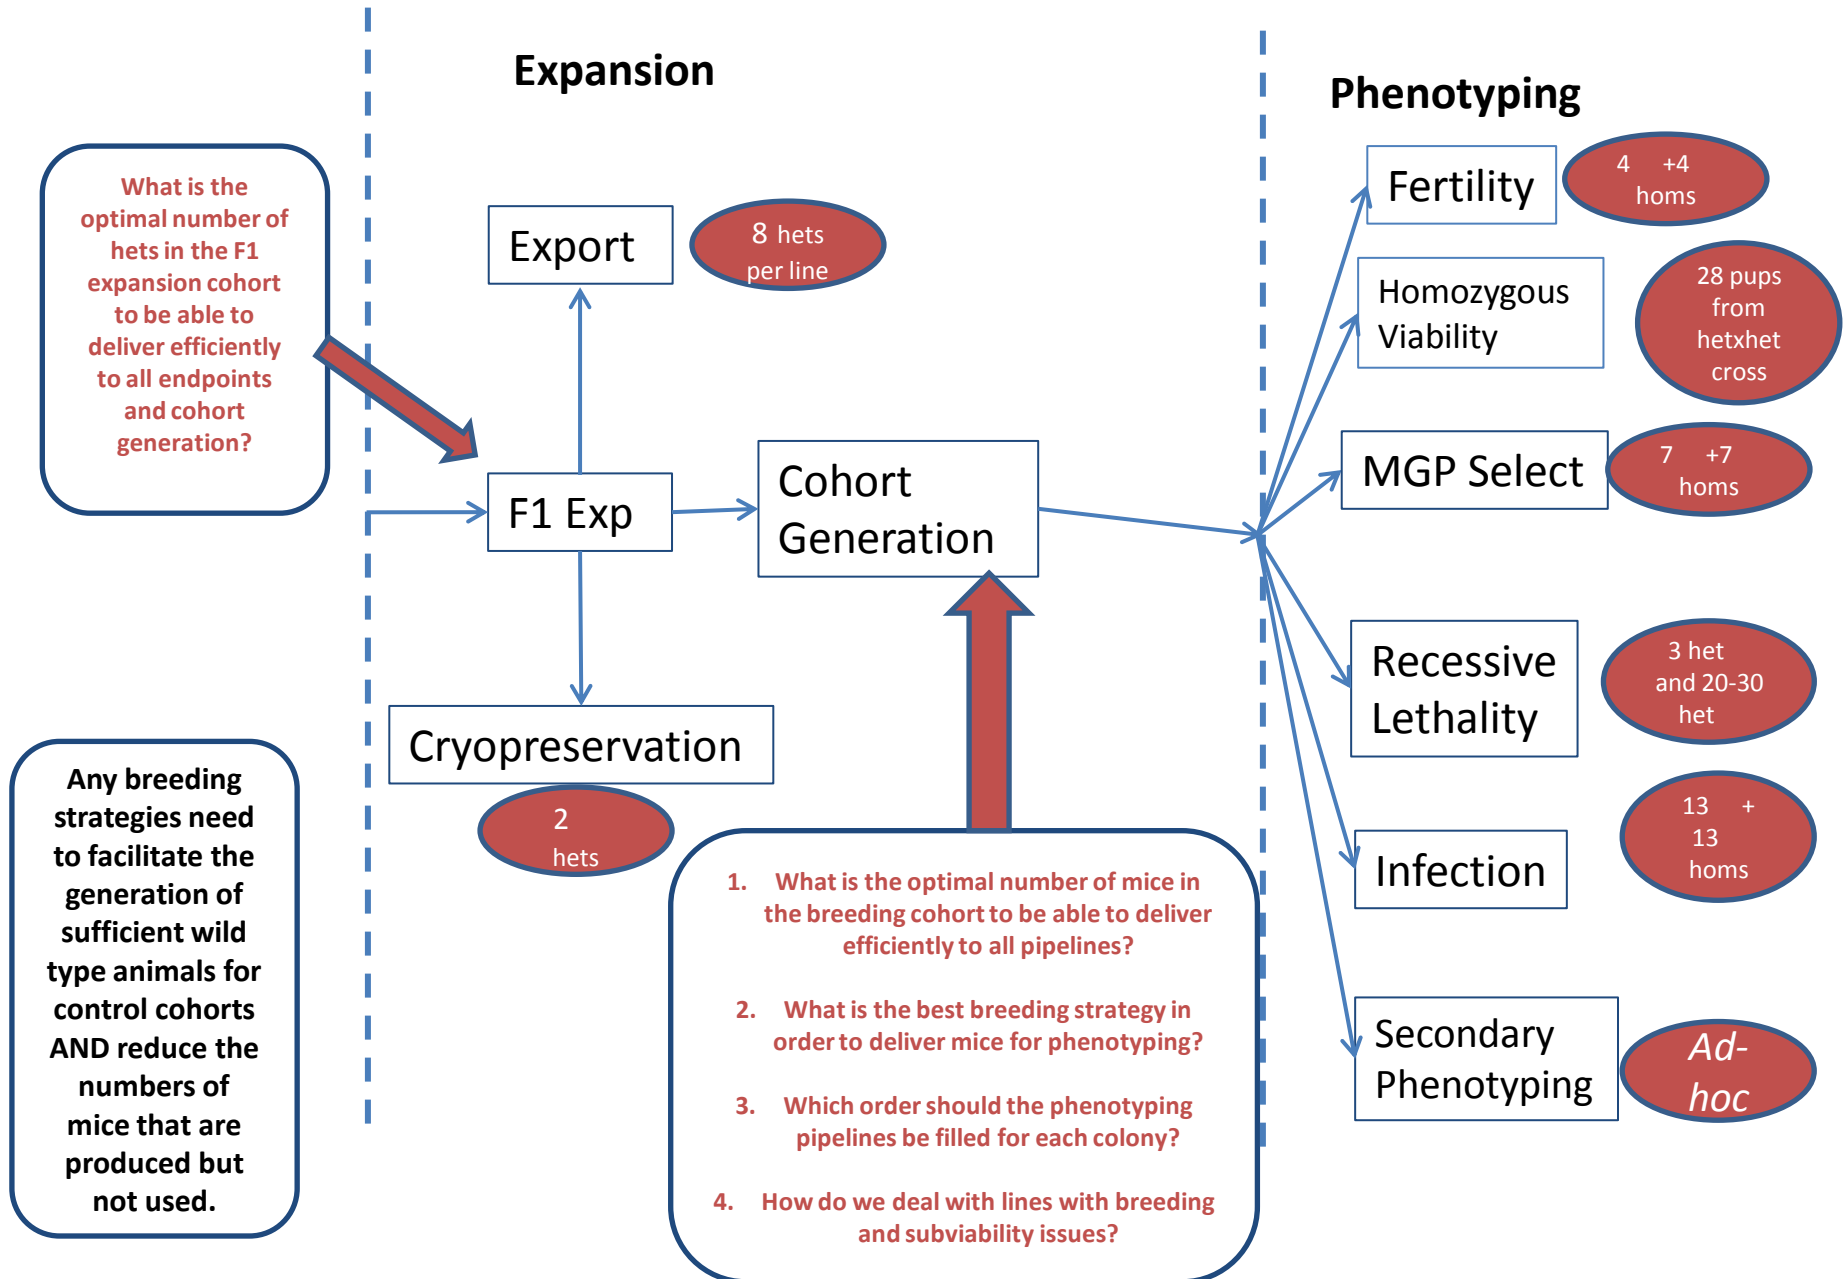 Expansion
Phenotyping
What is the
optimal number of
hets in the F1
expansion cohort
to be able to
deliver efficiently
to all endpoints
and cohort
generation?
Any breeding
strategies need
to facilitate the
generation of
sufficient wild
type animals for
control cohorts
AND reduce the
numbers of
mice that are
produced but
not used.
Export
8 hets
per line
F1 Exp
Cohort
Generation
Cryopreservation
2
hets
1. What is the optimal number of mice in
the breeding cohort to be able to deliver
efficiently to all pipelines?
2. What is the best breeding strategy in
order to deliver mice for phenotyping?
3. Which order should the phenotyping
pipelines be filled for each colony?
4. How do we deal with lines with breeding
and subviability issues?
Fertility
4 +4
homs
Homozygous
Viability
28 pups
from
hetxhet
cross
MGP Select
7 +7
homs
Recessive
Lethality
3 het
and 20-30
het
Infection
13 +
13
homs
Secondary
Phenotyping
Ad-
hoc